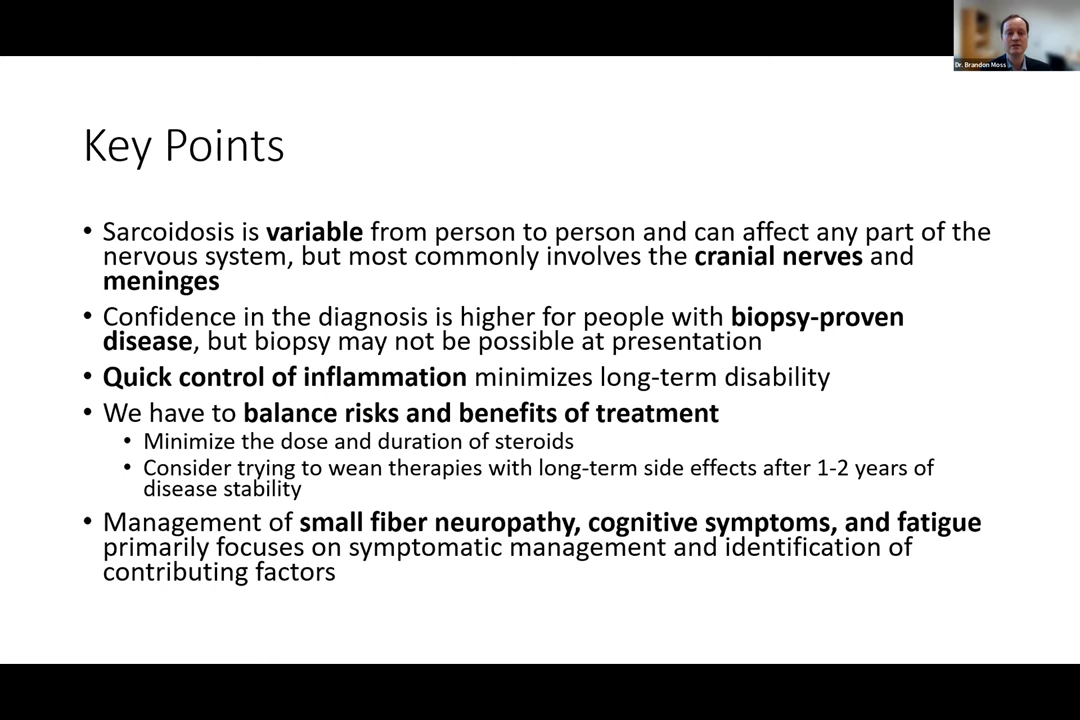 Dr. Brandon Moss
Key Points
• Sarcoidosis is variable from person to person and can affect any part of the
nervous system, but most commonly involves the cranial nerves and
meninges
• Confidence in the diagnosis is higher for people with biopsy-proven
disease, but biopsy may not be possible at presentation
• Quick control of inflammation minimizes long-term disability
• We have to balance risks and benefits of treatment
• Minimize the dose and duration of steroids
• Consider trying to wean therapies with long-term side effects after 1-2 years of
disease stability
• Management of small fiber neuropathy, cognitive symptoms, and fatigue
primarily focuses on symptomatic management and identification of
contributing factors